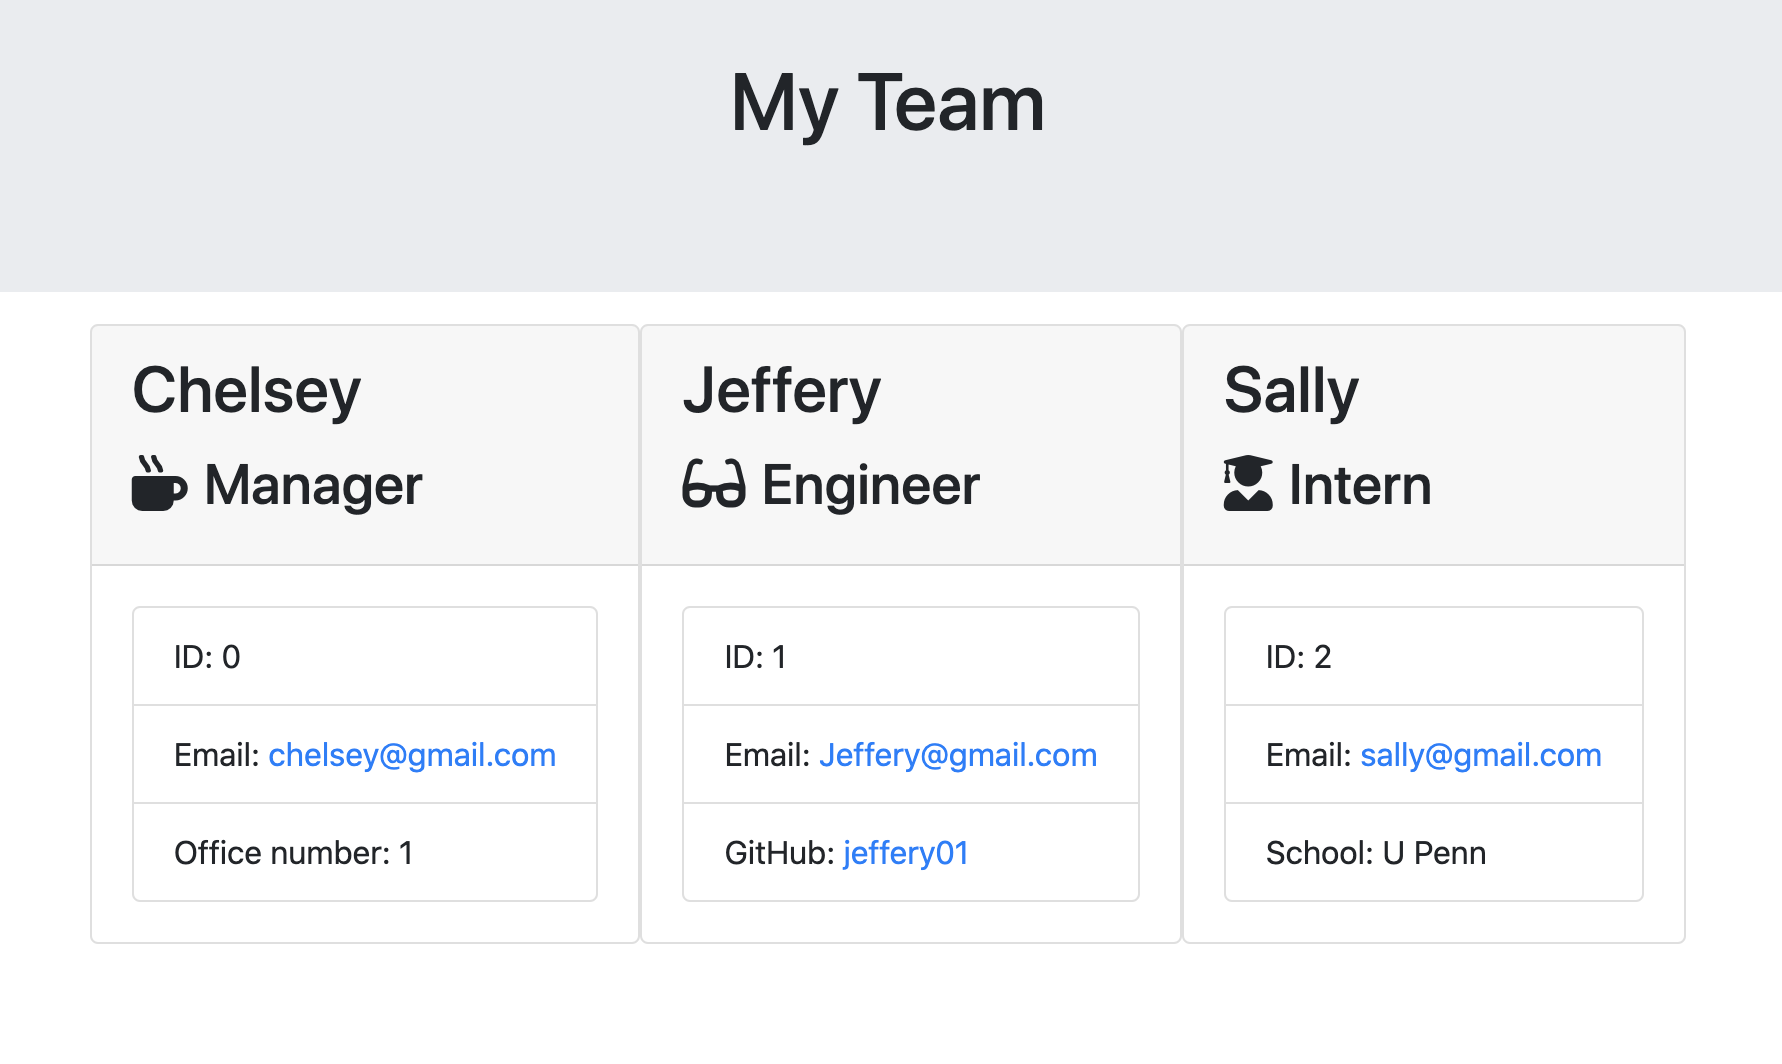 My Team
Chelsey
Manager
ID: 0
Email: chelsey@gmail.com
Office number: 1
Jeffery
Engineer
ID: 1
Email: Jeffery@gmail.com
GitHub: jeffery01
Sally
Intern
ID: 2
Email: sally@gmail.com
School: U Penn